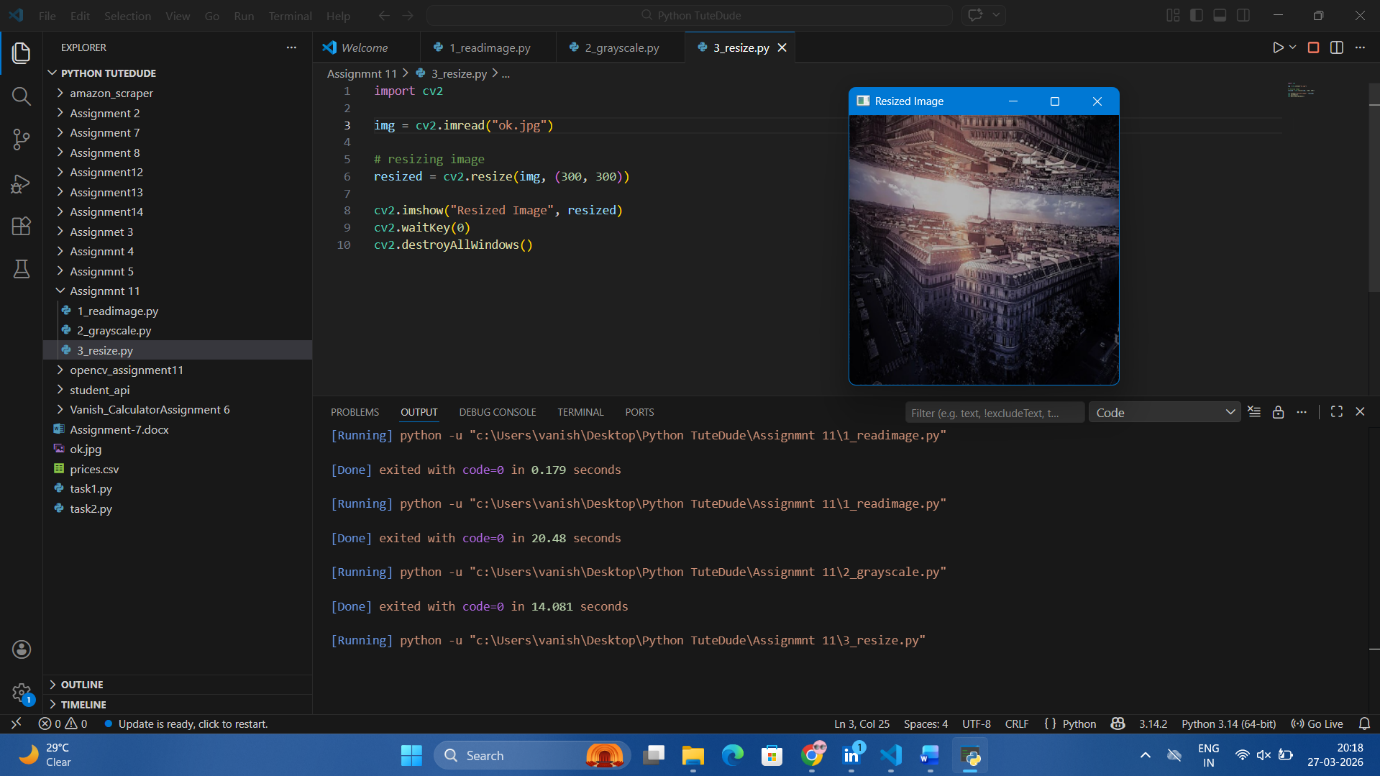 File Edit Selection View Go Run Terminal Help
Python TuteDude
EXPLORER
Welcome
1_readimage.py
2_grayscale.py
3_resize.py
PYTHON TUTEDUDE
amazon_scraper
Assignment 2
Assignment 7
Assignment 8
Assignment12
Assignment13
Assignment14
Assignmet 3
Assignmnt 4
Assignmnt 5
Assignmnt 11
1_readimage.py
2_grayscale.py
3_resize.py
opencv_assignment11
student_api
Vanish_CalculatorAssignment 6
Assignment-7.docx
ok.jpg
prices.csv
task1.py
task2.py
OUTLINE
TIMELINE
Assignmnt 11 > 3_resize.py > ...
1 import cv2
2
3 img = cv2.imread("ok.jpg")
4
5 # resizing image
6 resized = cv2.resize(img, (300, 300))
7
8 cv2.imshow("Resized Image", resized)
9 cv2.waitKey(0)
10 cv2.destroyAllWindows()
Resized Image
PROBLEMS OUTPUT DEBUG CONSOLE TERMINAL PORTS
Filter (e.g. text, !excludeText, t...
Code
[Running] python -u "c:\Users\vanish\Desktop\Python TuteDude\Assignmnt 11\1_readimage.py"
[Done] exited with code=0 in 0.179 seconds
[Running] python -u "c:\Users\vanish\Desktop\Python TuteDude\Assignmnt 11\1_readimage.py"
[Done] exited with code=0 in 20.48 seconds
[Running] python -u "c:\Users\vanish\Desktop\Python TuteDude\Assignmnt 11\2_grayscale.py"
[Done] exited with code=0 in 14.081 seconds
[Running] python -u "c:\Users\vanish\Desktop\Python TuteDude\Assignmnt 11\3_resize.py"
1
0 0 Update is ready, click to restart.
Ln 3, Col 25 Spaces: 4 UTF-8 CRLF { } Python 3.14.2 Python 3.14 (64-bit) Go Live
29°C
Clear
Search
1
ENG
IN
20:18
27-03-2026